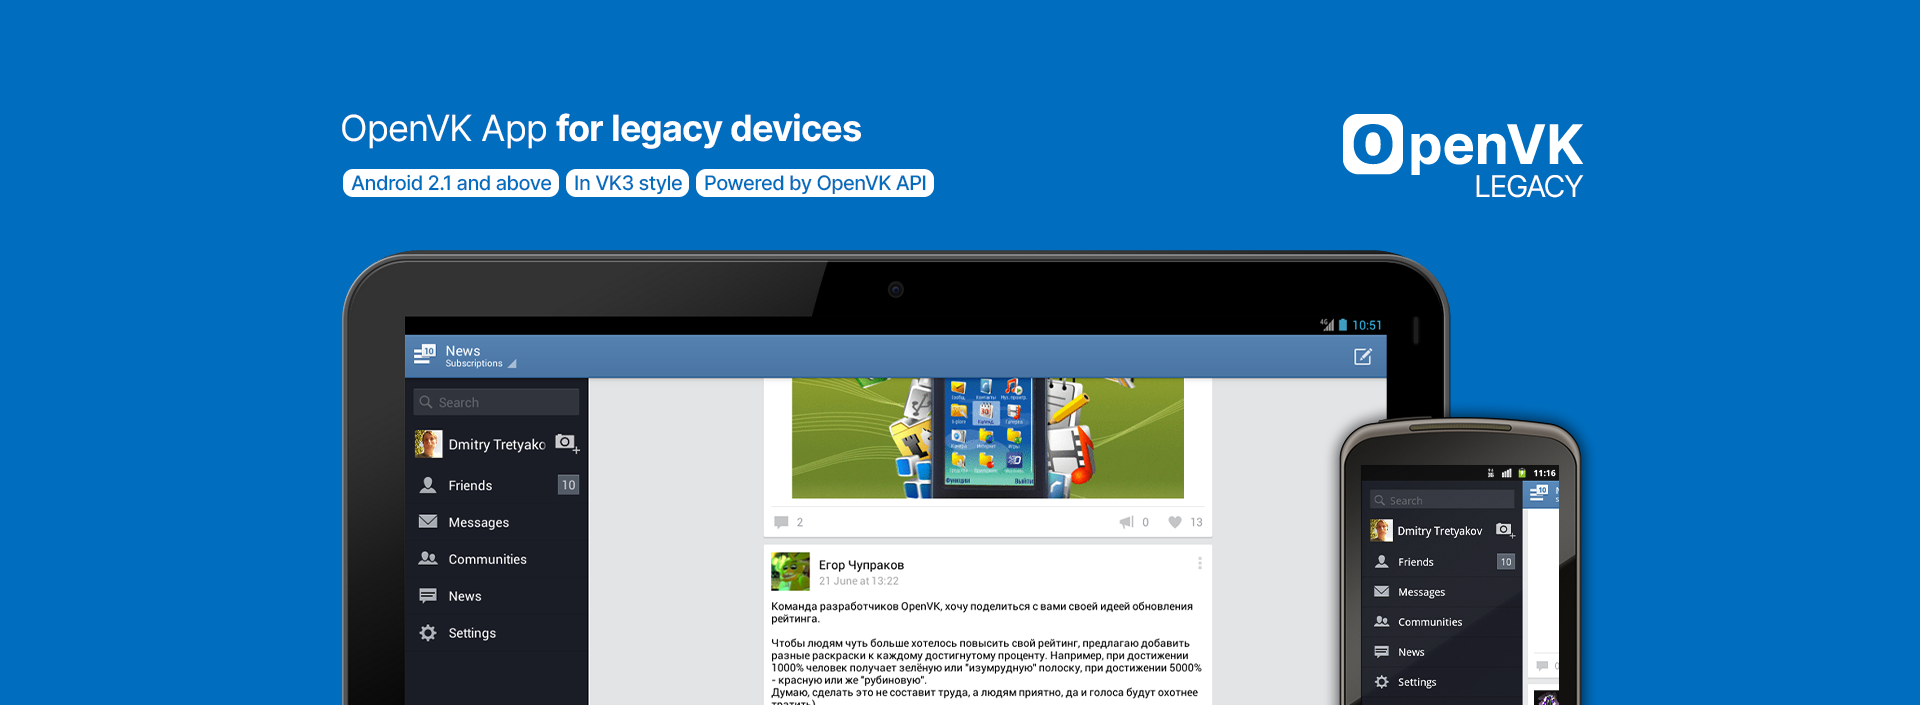 OpenVK App for legacy devices
Android 2.1 and above
In VK3 style
Powered by OpenVK API
OpenVK
LEGACY
4G
10:51
10
News
Subscriptions
Search
Dmitry Tretyako
Friends
10
Messages
Communities
News
Settings
Контакты
Функции
2
0
13
Егор Чупраков
21 June at 13:22
Команда разработчиков OpenVK, хочу поделиться с вами своей идеей обновления
рейтинга.
Чтобы людям чуть больше хотелось повысить свой рейтинг, предлагаю добавить
разные раскраски к каждому достигнутому проценту. Например, при достижении
1000% человек получает зелёную или "изумрудную" полоску, при достижении 5000%
- красную или же "рубиновую".
Думаю, сделать это не составит труда, а людям приятно, да и голоса будут охотнее
тратить)
11:16
Search
10
Dmitry Tretyakov
Friends
10
Messages
Communities
News
Settings